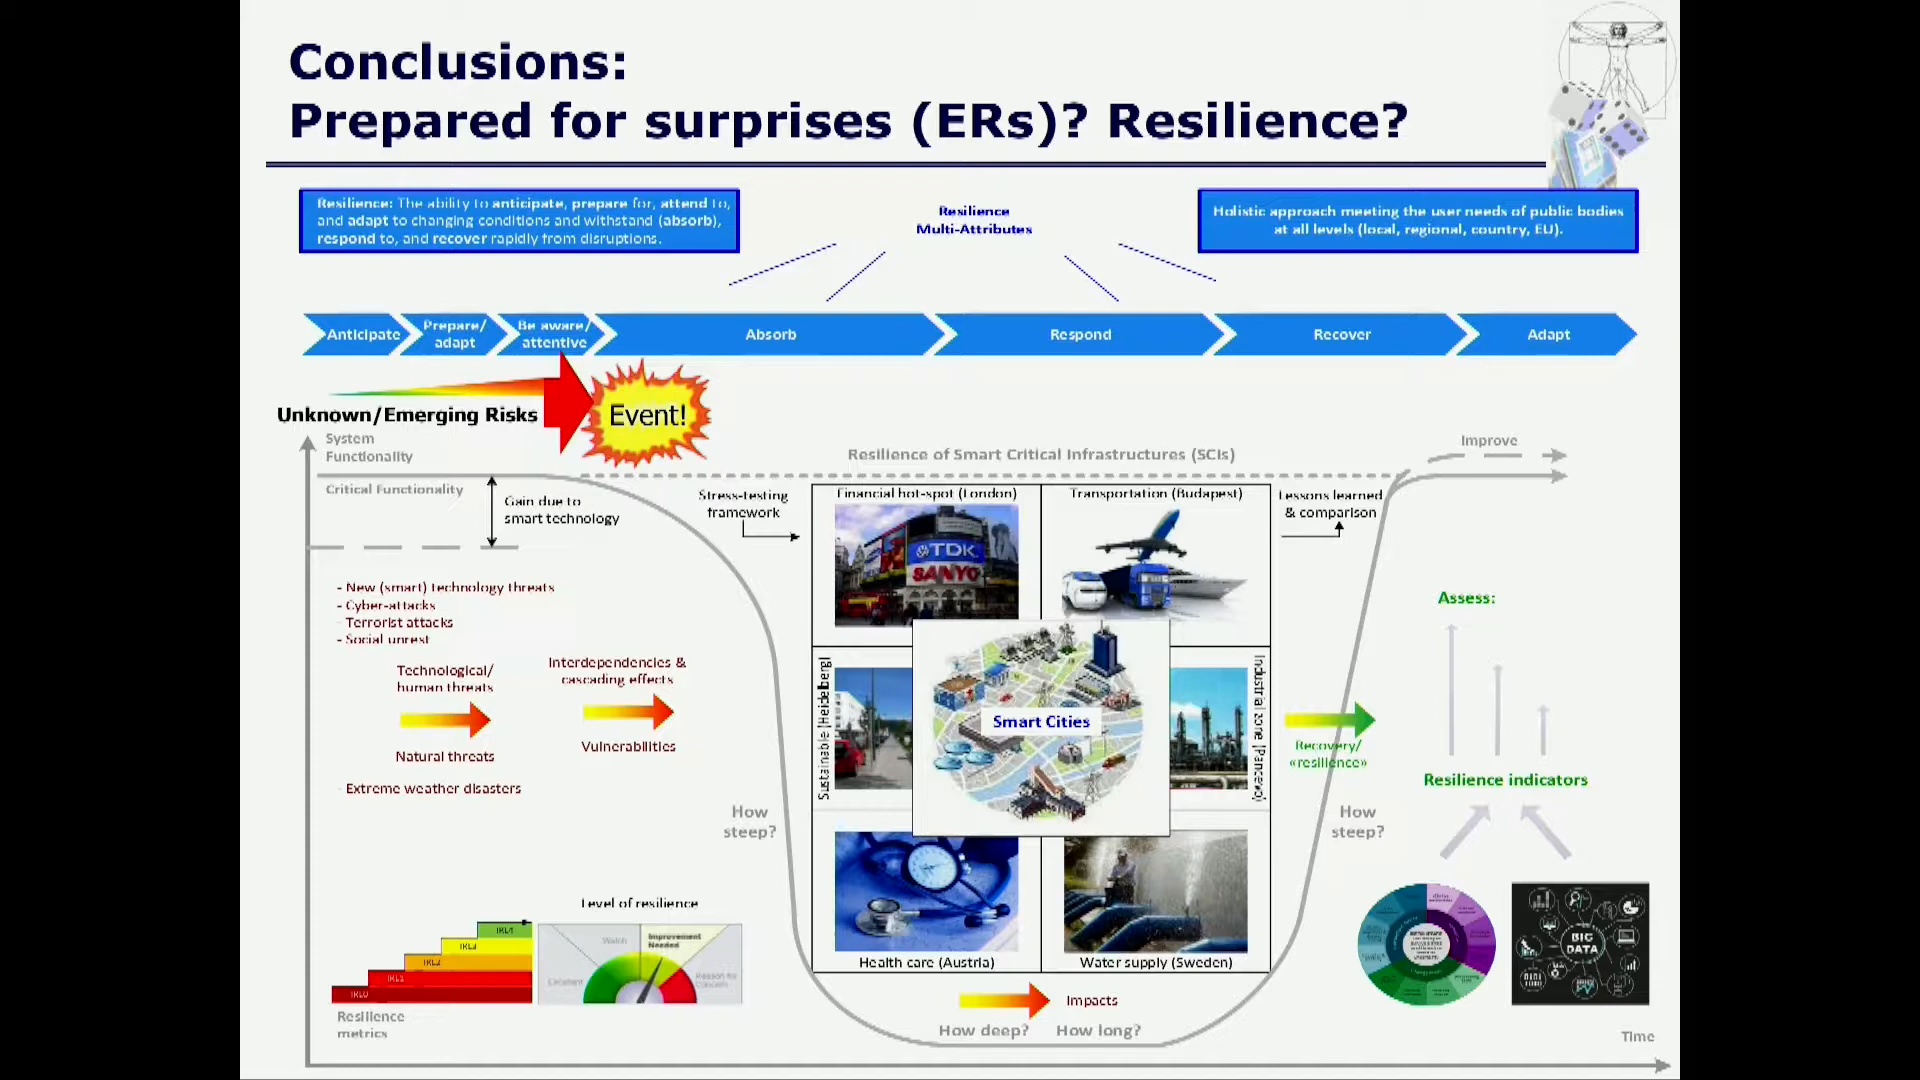 Conclusions:
Prepared for surprises (ERs)? Resilience?
Resilience: The ability to anticipate, prepare for, attend to,
and adapt to changing conditions and withstand (absorb),
respond to, and recover rapidly from disruptions.
Resilience
Multi-Attributes
Holistic approach meeting the user needs of public bodies
at all levels (local, regional, country, EU).
Anticipate
Prepare/
adapt
Be aware/
attentive
Absorb
Respond
Recover
Adapt
Unknown/Emerging Risks
Event!
System
Functionality
Critical Functionality
Gain due to
smart technology
Resilience of Smart Critical Infrastructures (SCIs)
Improve
Stress-testing
framework
Financial hot-spot (London)
Transportation (Budapest)
Lessons learned
& comparison
TDK
SANYO
- New (smart) technology threats
- Cyber-attacks
- Terrorist attacks
- Social unrest
Technological/
human threats
Interdependencies &
cascading effects
Natural threats
Vulnerabilities
- Extreme weather disasters
Sustainable (Heidelberg)
Smart Cities
Industrial zone (Pancevo)
Recovery/
«resilience»
Assess:
Resilience indicators
How
steep?
How
steep?
Health care (Austria)
Water supply (Sweden)
Level of resilience
IRL4
IRL3
IRL2
IRL1
IRL0
Watch
Improvement
Needed
Excellent
Reason for
Concern
Resilience
metrics
BIG
DATA
Impacts
How deep?
How long?
Time